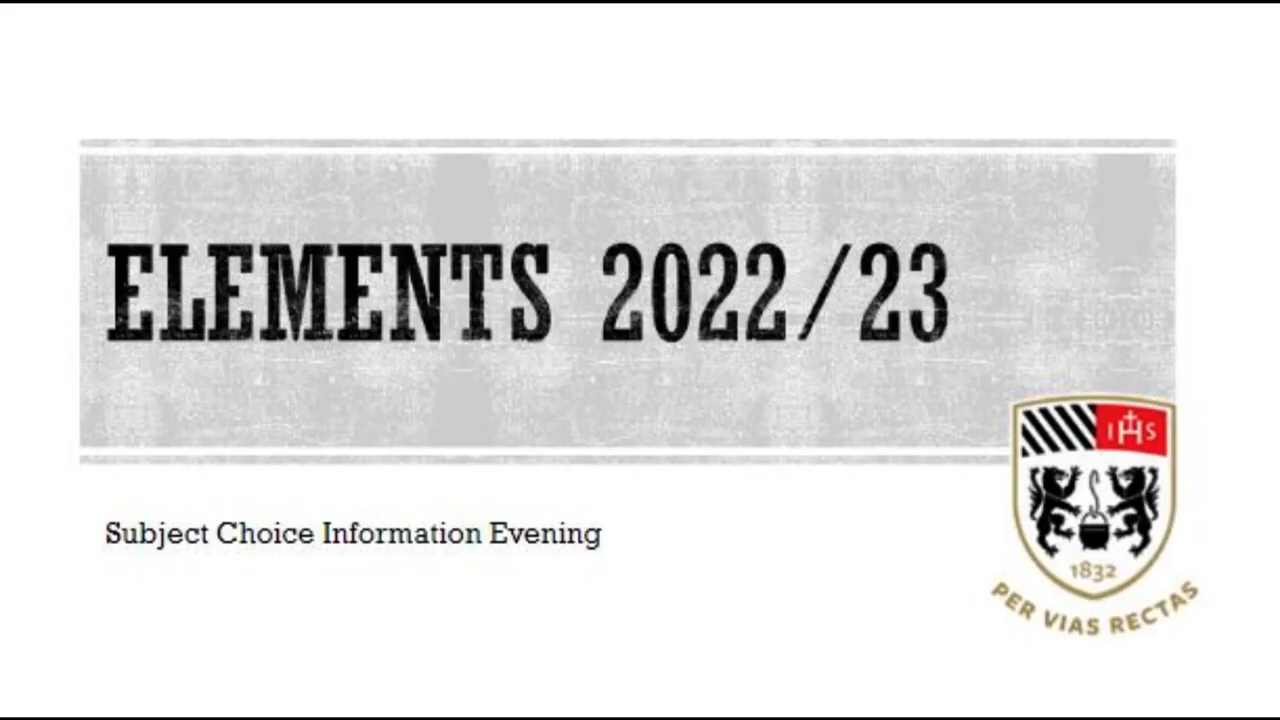 ELEMENTS 2022/23
Subject Choice Information Evening
IHS
1832
PER VIAS RECTAS